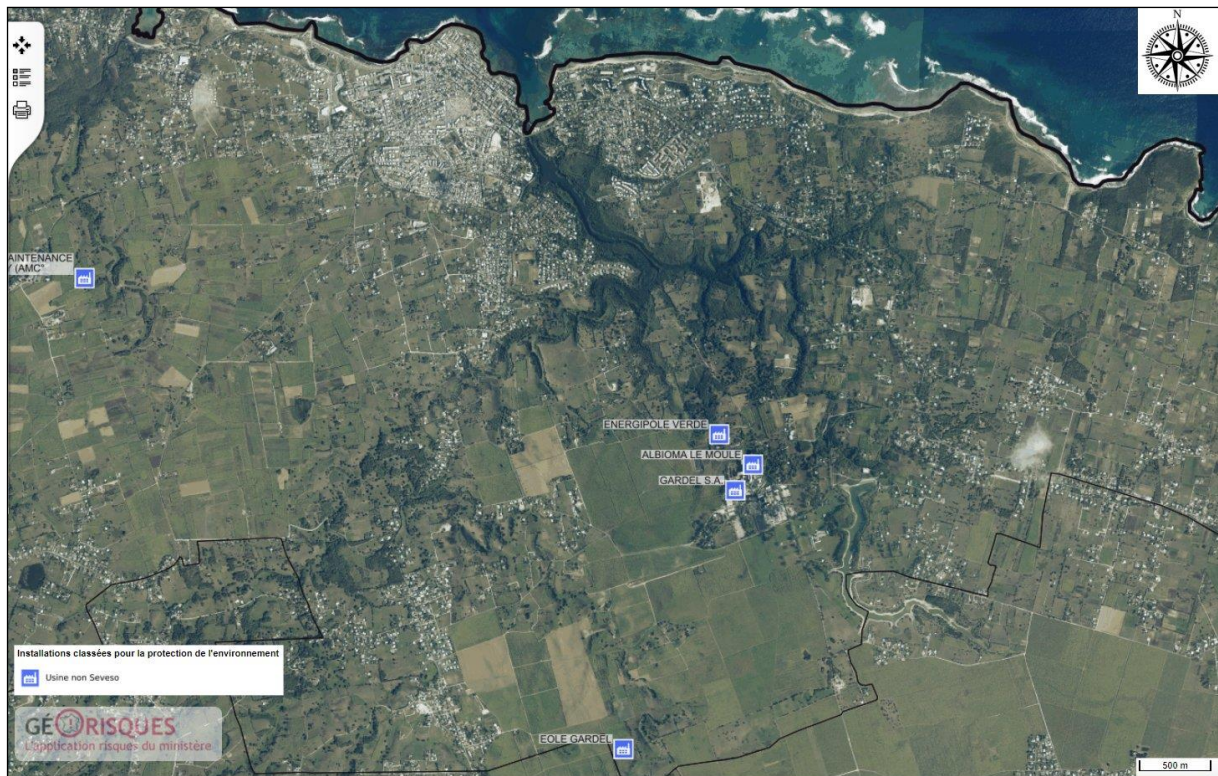 N
AINTENANCE
Y (AMC°
ENERGIPOLE VERDE
ALBIOMA LE MOULE
GARDEL S.A.
Installations classées pour la protection de l'environnement
Usine non Seveso
GÉORISQUES
L'application risques du ministère
EOLE GARDEL
500 m